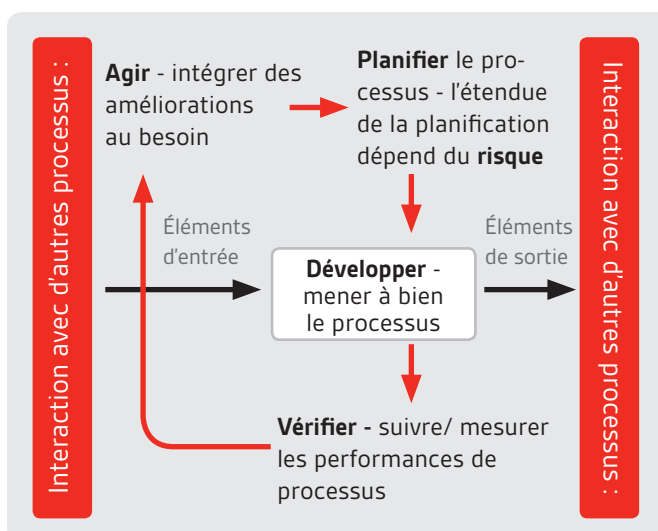 Interaction avec d'autres processus :
Agir - intégrer des
améliorations
au besoin
Planifier le pro-
cessus - l'étendue
de la planification
dépend du risque
Éléments
d'entrée
Développer -
mener à bien
le processus
Éléments
de sortie
Vérifier - suivre/ mesurer
les performances de
processus
Interaction avec d'autres processus :